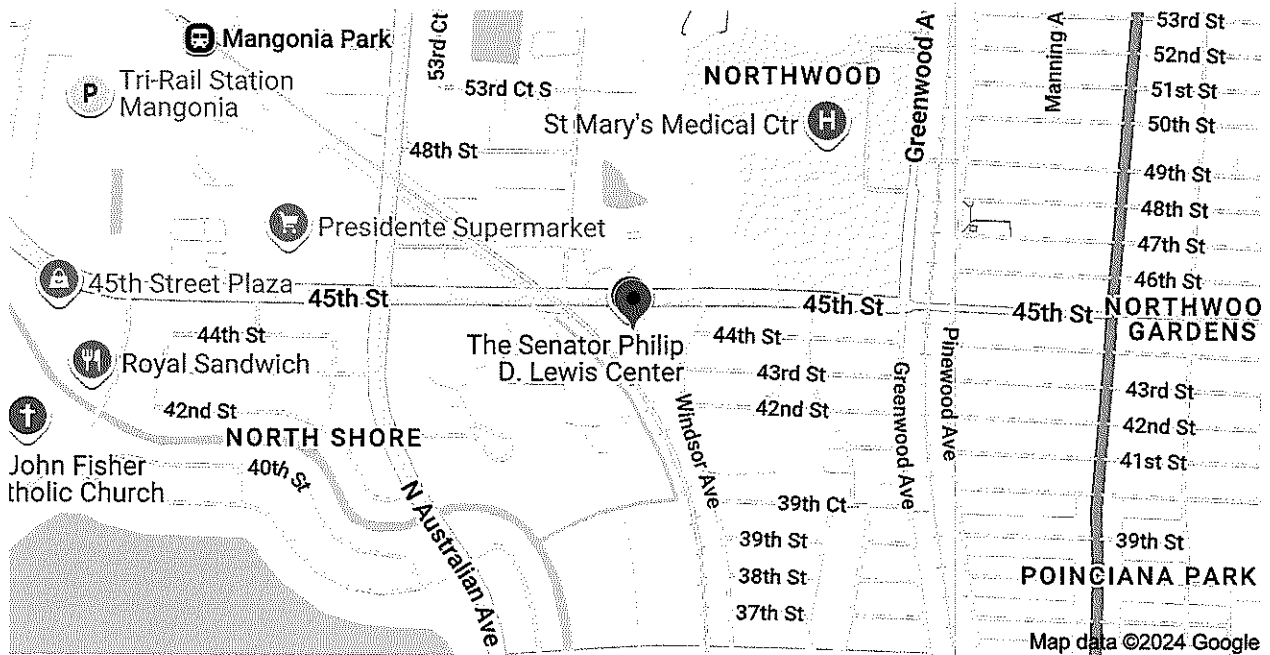 53rd Ct
Greenwood A
Manning A
53rd St
Mangonia Park
52nd St
P
Tri-Rail Station
Mangonia
53rd Ct S
NORTHWOOD
51st St
St Mary's Medical Ctr
H
50th St
48th St
49th St
48th St
Presidente Supermarket
47th St
45th Street Plaza
46th St
45th St
45th St
45th St
NORTHWOO
GARDENS
44th St
The Senator Philip
D. Lewis Center
44th St
Pinewood Ave
Royal Sandwich
43rd St
Greenwood Ave
43rd St
42nd St
Windsor Ave
42nd St
42nd St
NORTH SHORE
John Fisher
tholic Church
40th St
41st St
N Australian Ave
39th Ct
39th St
39th St
38th St
POINCIANA PARK
37th St
Map data ©2024 Google